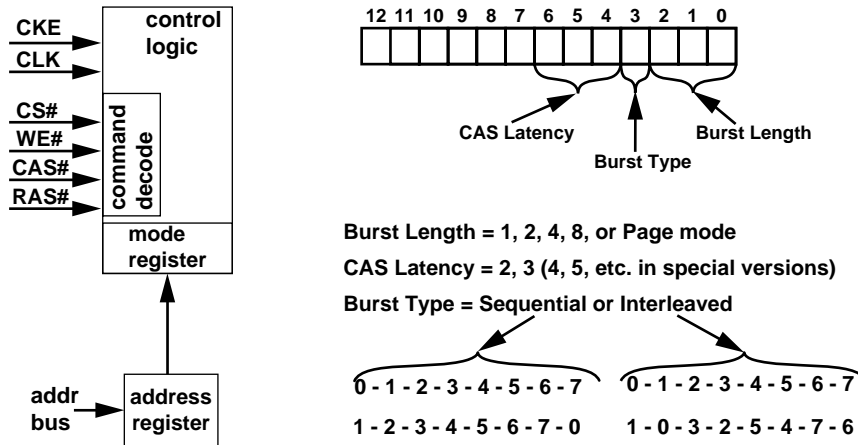 CKE
CLK
CS#
WE#
CAS#
RAS#
control
logic
command
decode
mode
register
addr
bus
address
register
12 11 10 9 8 7 6 5 4 3 2 1 0
CAS Latency
Burst Length
Burst Type
Burst Length = 1, 2, 4, 8, or Page mode
CAS Latency = 2, 3 (4, 5, etc. in special versions)
Burst Type = Sequential or Interleaved
0 - 1 - 2 - 3 - 4 - 5 - 6 - 7
1 - 2 - 3 - 4 - 5 - 6 - 7 - 0
0 - 1 - 2 - 3 - 4 - 5 - 6 - 7
1 - 0 - 3 - 2 - 5 - 4 - 7 - 6